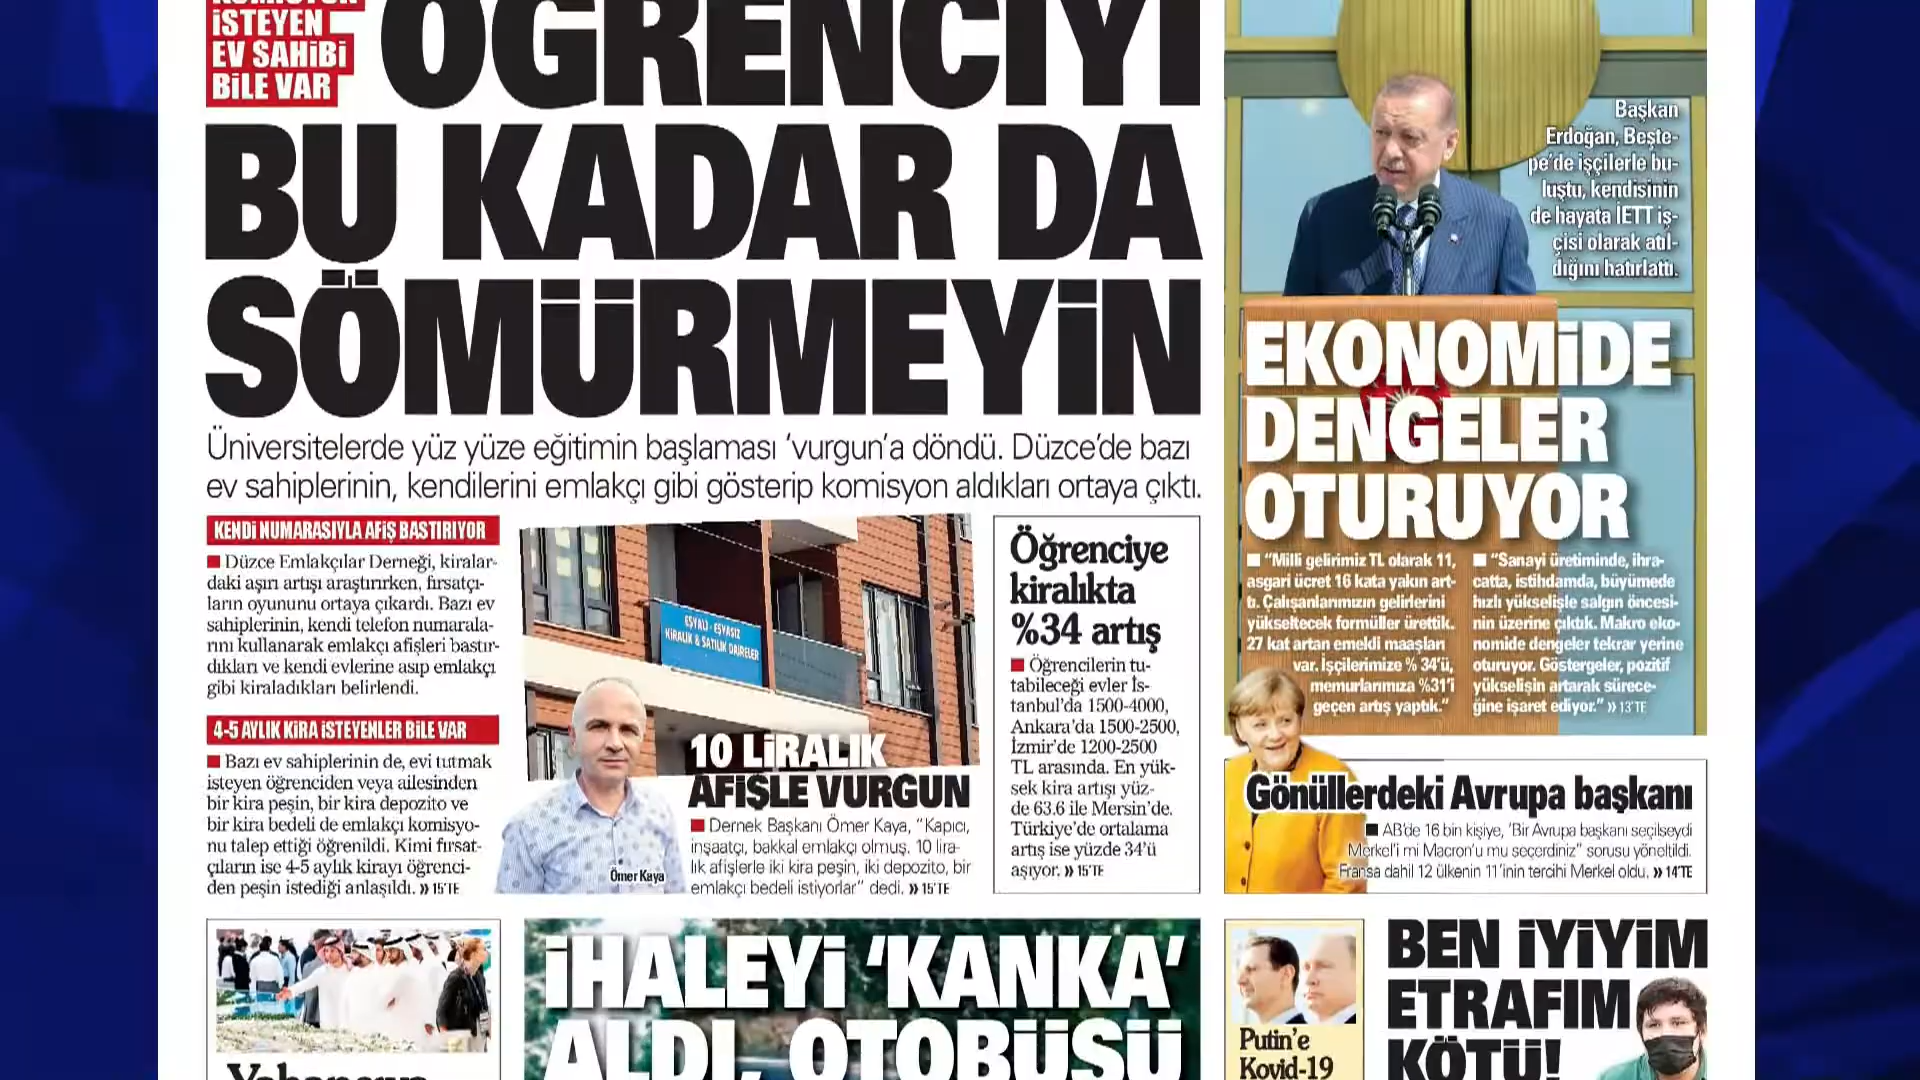 İSTEYEN
EV SAHİBİ
BİLE VAR
ÖĞRENCİYİ
BU KADAR DA
SÖMÜRMEYİN
Üniversitelerde yüz yüze eğitimin başlaması ‘vurgun’a döndü. Düzce’de bazı
ev sahiplerinin, kendilerini emlakçı gibi gösterip komisyon aldıkları ortaya çıktı.
KENDİ NUMARASIYLA AFİŞ BASTIRIYOR
Düzce Emlakçılar Derneği, kiralar-
daki aşırı artışı araştırırken, fırsatçı-
ların oyununu ortaya çıkardı. Bazı ev
sahiplerinin, kendi telefon numarala-
rını kullanarak emlakçı afişleri bastır-
dıkları ve kendi evlerine asıp emlakçı
gibi kiraladıkları belirlendi.
4-5 AYLIK KİRA İSTEYENLER BİLE VAR
Bazı ev sahiplerinin de, evi tutmak
isteyen öğrenciden veya ailesinden
bir kira peşin, bir kira depozito ve
bir kira bedeli de emlakçı komisyo-
nu talep ettiği öğrenildi. Kimi fırsat-
çıların ise 4-5 aylık kirayı öğrenci-
den peşin istediği anlaşıldı. » 15’TE
EŞYALI - EŞYASIZ
KİRALIK & SATILIK DAİRELER
Ömer Kaya
10 LİRALIK
AFİŞLE VURGUN
Dernek Başkanı Ömer Kaya, “Kapıcı,
inşaatçı, bakkal emlakçı olmuş. 10 lira-
lık afişlerle iki kira peşin, iki depozito, bir
emlakçı bedeli istiyorlar” dedi. » 15’TE
Öğrenciye
kiralıkta
%34 artış
Öğrencilerin tu-
tabileceği evler İs-
tanbul’da 1500-4000,
Ankara’da 1500-2500,
İzmir’de 1200-2500
TL arasında. En yük-
sek kira artışı yüz-
de 63.6 ile Mersin’de.
Türkiye’de ortalama
artış ise yüzde 34’ü
aşıyor. » 15’TE
Başkan
Erdoğan, Beşte-
pe’de işçilerle bu-
luştu, kendisinin
de hayata İETT iş-
çisi olarak atıl-
dığını hatırlattı.
EKONOMİDE
DENGELER
OTURUYOR
“Milli gelirimiz TL olarak 11,
asgari ücret 16 kata yakın art-
tı. Çalışanlarımızın gelirlerini
yükseltecek formüller ürettik.
27 kat artan emekli maaşları
var. İşçilerimize % 34’ü,
memurlarımıza %31’i
geçen artış yaptık.”
“Sanayi üretiminde, ihra-
catta, istihdamda, büyümede
hızlı yükselişle salgın öncesi-
nin üzerine çıktık. Makro eko-
nomide dengeler tekrar yerine
oturuyor. Göstergeler, pozitif
yükselişin artarak sürece-
ğine işaret ediyor.” » 13’TE
Gönüllerdeki Avrupa başkanı
AB’de 16 bin kişiye, ‘Bir Avrupa başkanı seçilseydi
Merkel’i mi Macron’u mu seçerdiniz” sorusu yöneltildi.
Fransa dahil 12 ülkenin 11’inin tercihi Merkel oldu. » 14’TE
İHALEYİ ‘KANKA’
ALDI, OTOBÜSÜ
Putin’e
Kovid-19
BEN İYİYİM
ETRAFIM
KÖTÜ!